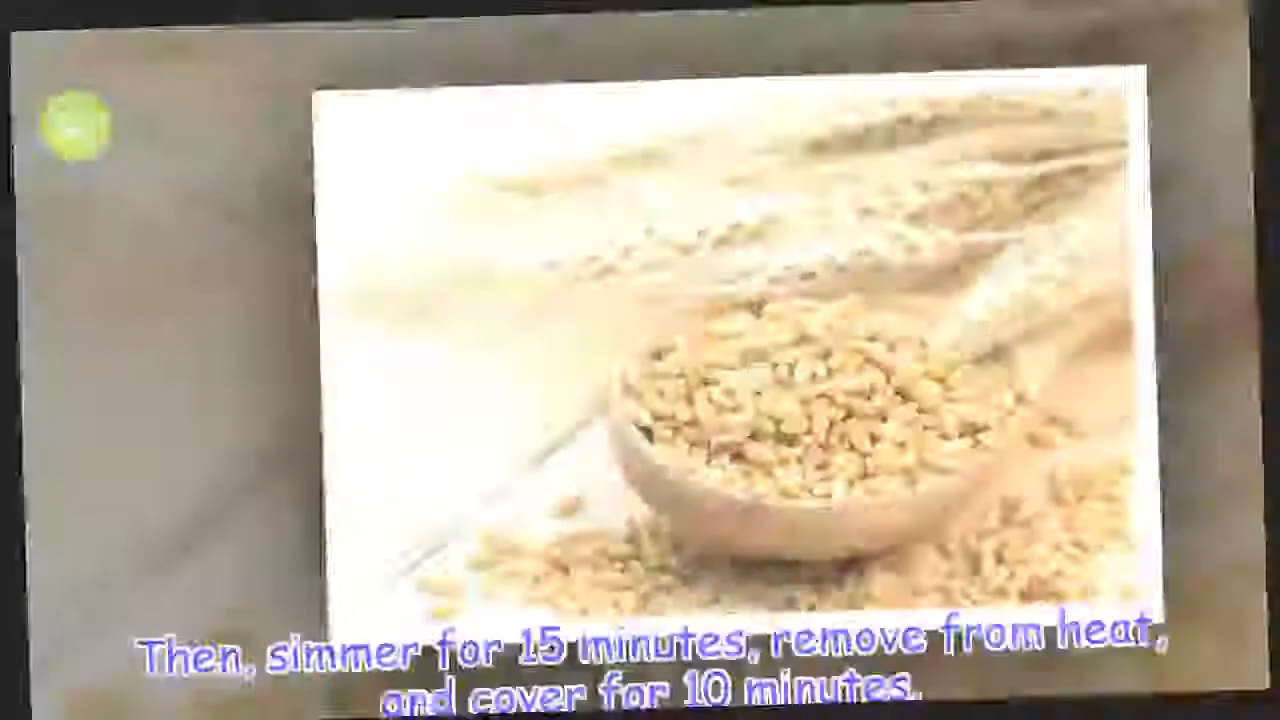 Then, simmer for 15 minutes, remove from heat,
and cover for 10 minutes.